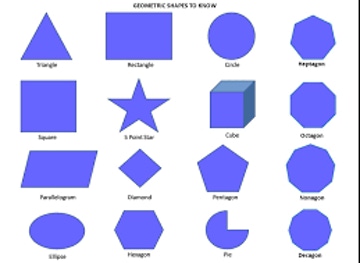 GEOMETRIC SHAPES TO KNOW
Triangle
Rectangle
Circle
Heptagon
Square
5 Point Star
Cube
Octagon
Parallelogram
Diamond
Pentagon
Nonagon
Ellipse
Hexagon
Pie
Decagon